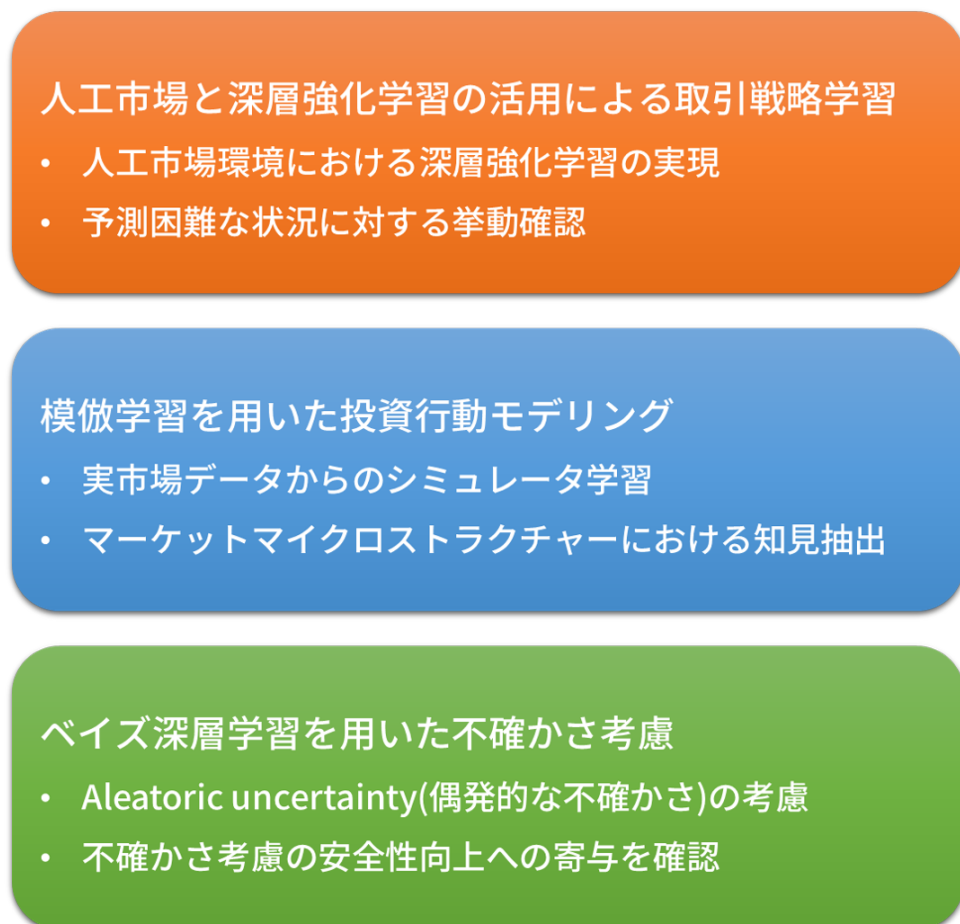 人工市場と深層強化学習の活用による取引戦略学習
• 人工市場環境における深層強化学習の実現
• 予測困難な状況に対する挙動確認
模倣学習を用いた投資行動モデリング
• 実市場データからのシミュレータ学習
• マーケットマイクロストラクチャーにおける知見抽出
ベイズ深層学習を用いた不確かさ考慮
• Aleatoric uncertainty(偶発的な不確かさ)の考慮
• 不確かさ考慮の安全性向上への寄与を確認